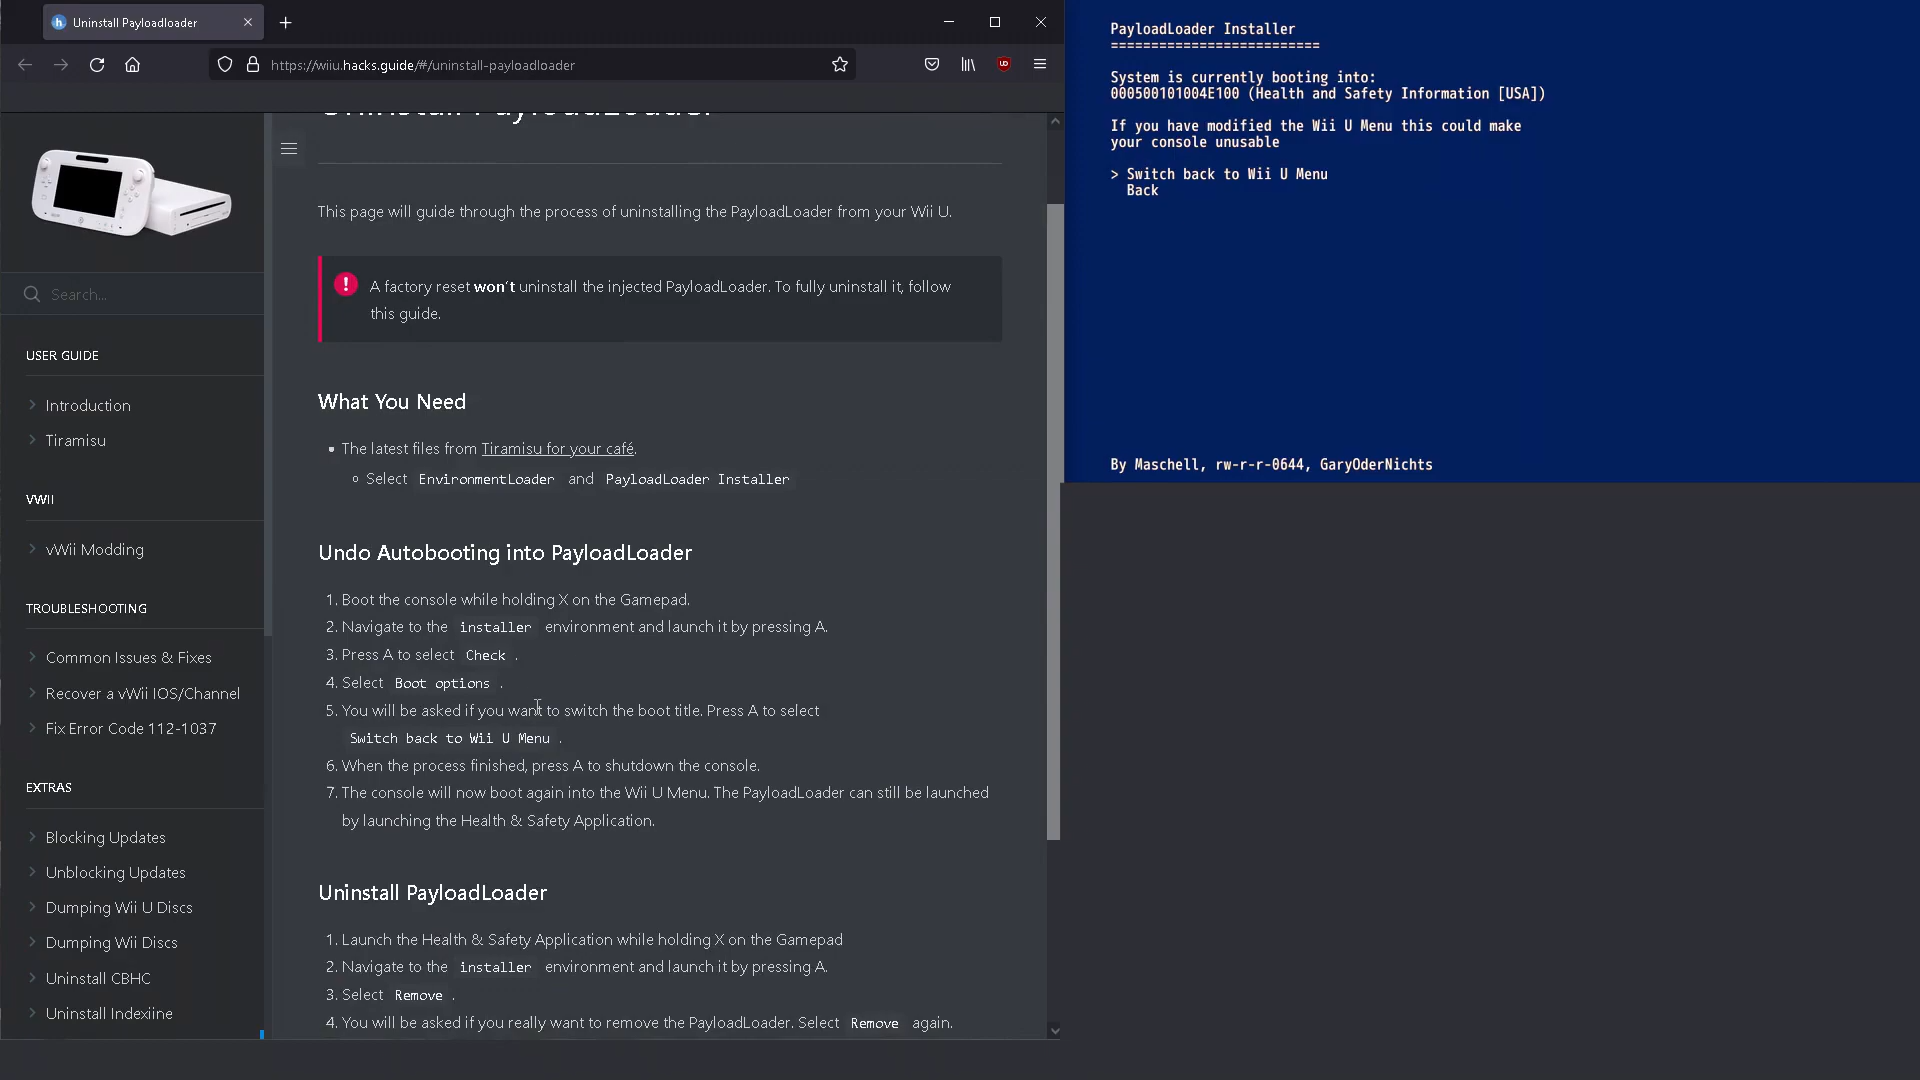 Uninstall Payloadloader
https://wiiu.hacks.guide/#/uninstall-payloadloader
Search...
USER GUIDE
Introduction
Tiramisu
VWII
vWii Modding
TROUBLESHOOTING
Common Issues & Fixes
Recover a vWii IOS/Channel
Fix Error Code 112-1037
EXTRAS
Blocking Updates
Unblocking Updates
Dumping Wii U Discs
Dumping Wii Discs
Uninstall CBHC
Uninstall Indexiine
Uninstall PayloadLoader
This page will guide through the process of uninstalling the PayloadLoader from your Wii U.
A factory reset won't uninstall the injected PayloadLoader. To fully uninstall it, follow
this guide.
What You Need
The latest files from Tiramisu for your café.
Select EnvironmentLoader and PayloadLoader Installer
Undo Autobooting into PayloadLoader
1. Boot the console while holding X on the Gamepad.
2. Navigate to the installer environment and launch it by pressing A.
3. Press A to select Check .
4. Select Boot options .
5. You will be asked if you want to switch the boot title. Press A to select
Switch back to Wii U Menu .
6. When the process finished, press A to shutdown the console.
7. The console will now boot again into the Wii U Menu. The PayloadLoader can still be launched
by launching the Health & Safety Application.
Uninstall PayloadLoader
1. Launch the Health & Safety Application while holding X on the Gamepad
2. Navigate to the installer environment and launch it by pressing A.
3. Select Remove .
4. You will be asked if you really want to remove the PayloadLoader. Select Remove again.
PayloadLoader Installer
==========================
System is currently booting into:
000500101004E100 (Health and Safety Information [USA])
If you have modified the Wii U Menu this could make
your console unusable
> Switch back to Wii U Menu
Back
By Maschell, rw-r-r-0644, GaryOderNichts